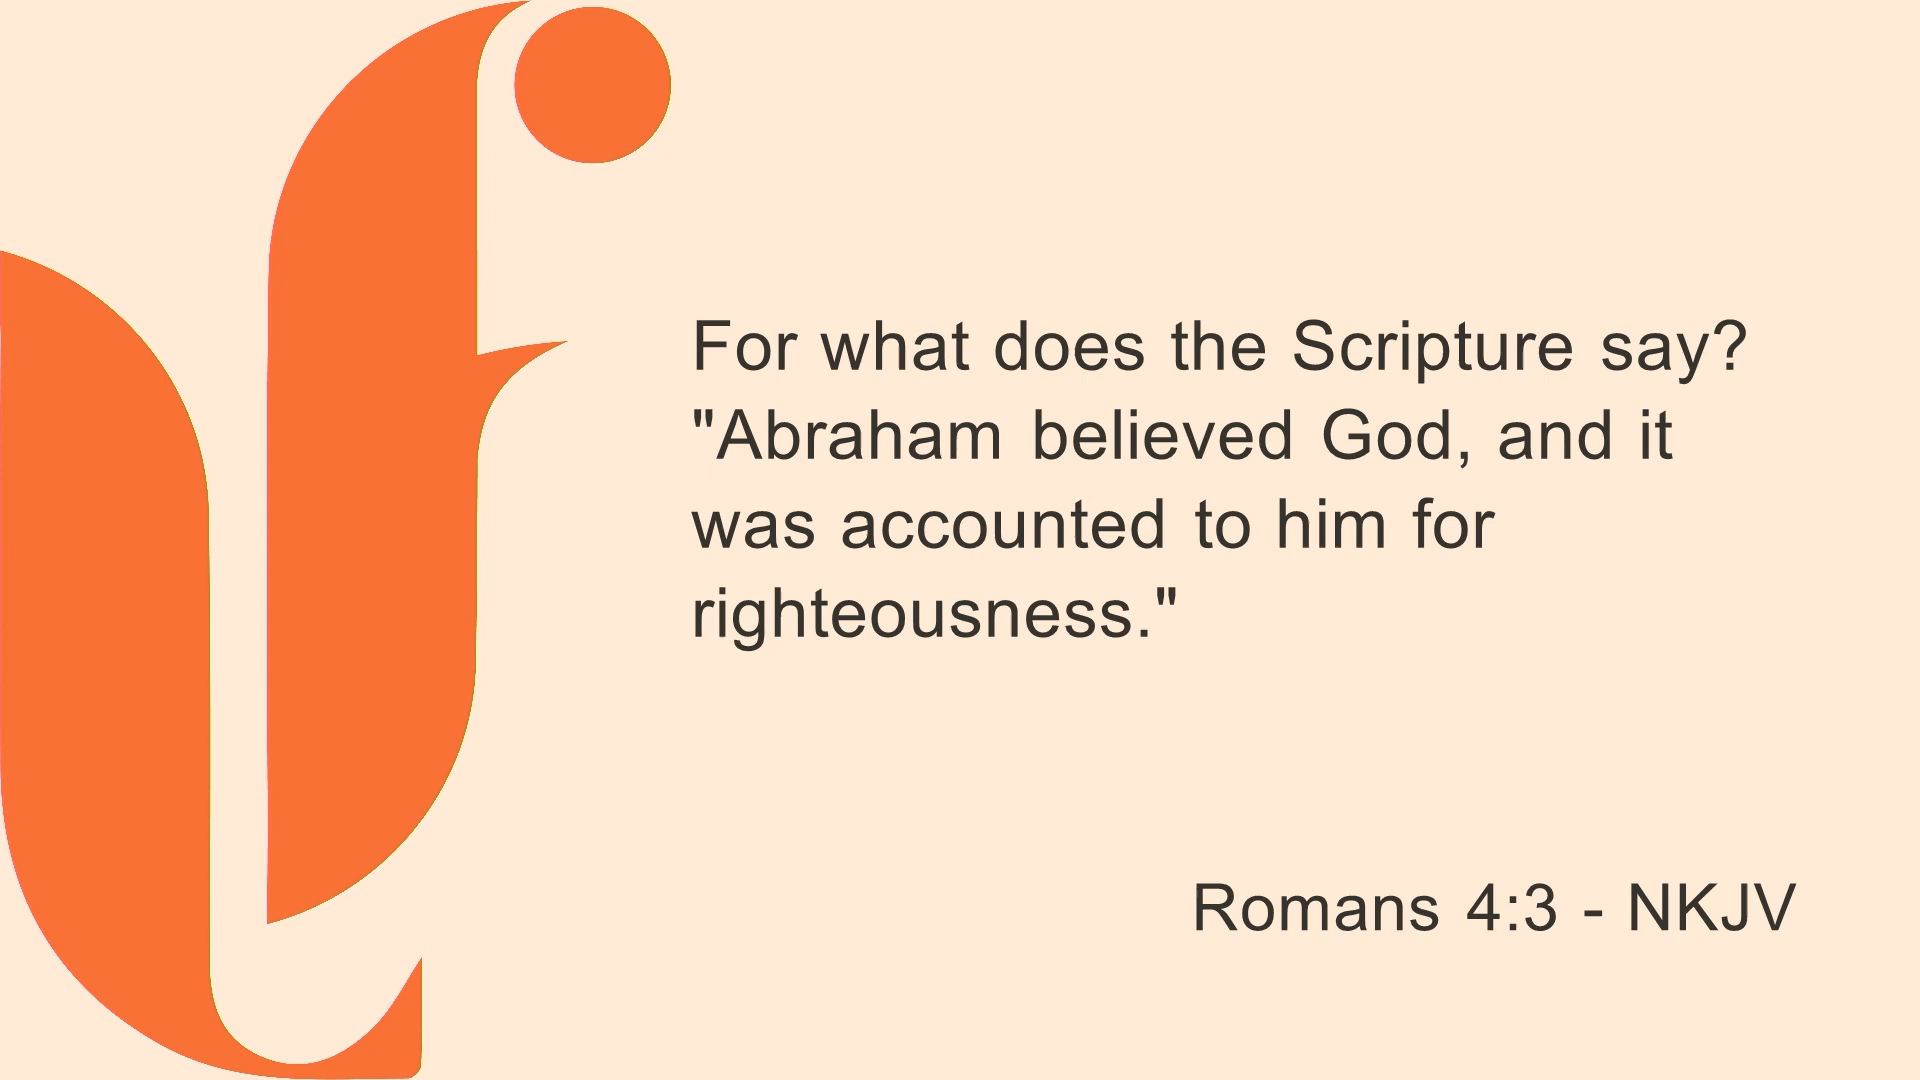 For what does the Scripture say?
"Abraham believed God, and it
was accounted to him for
righteousness."
Romans 4:3 - NKJV